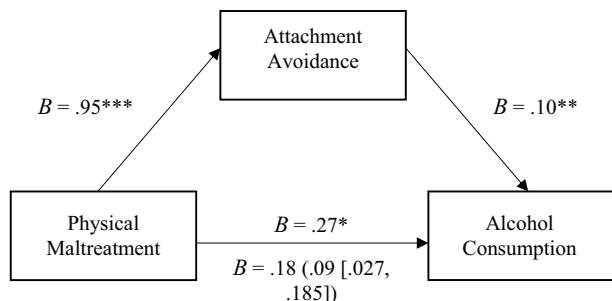 Attachment
Avoidance
B = .95***
B = .10**
Physical
Maltreatment
B = .27*
Alcohol
Consumption
B = .18 (.09 [.027,
.185])